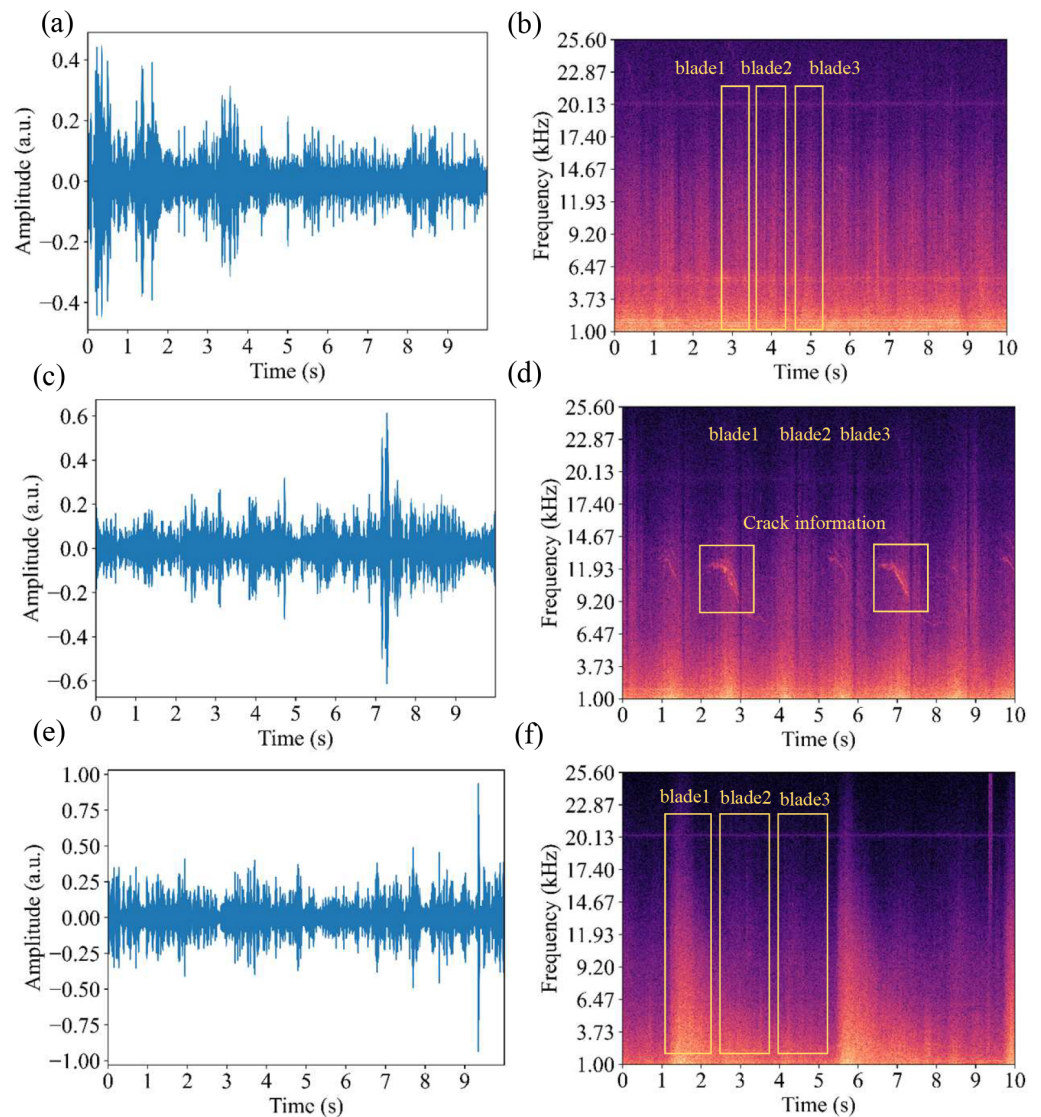 (a)
0.4
0.2
0.0
−0.2
−0.4
Amplitude (a.u.)
0 1 2 3 4 5 6 7 8 9
Time (s)
(b)
25.60
22.87
20.13
17.40
14.67
11.93
9.20
6.47
3.73
1.00
Frequency (kHz)
blade1 blade2 blade3
0 1 2 3 4 5 6 7 8 9 10
Time (s)
(c)
0.6
0.4
0.2
0.0
−0.2
−0.4
−0.6
Amplitude (a.u.)
0 1 2 3 4 5 6 7 8 9
Time (s)
(d)
25.60
22.87
20.13
17.40
14.67
11.93
9.20
6.47
3.73
1.00
Frequency (kHz)
blade1 blade2 blade3
Crack information
0 1 2 3 4 5 6 7 8 9 10
Time (s)
(e)
1.00
0.75
0.50
0.25
0.00
−0.25
−0.50
−0.75
−1.00
Amplitude (a.u.)
0 1 2 3 4 5 6 7 8 9
Time (s)
(f)
25.60
22.87
20.13
17.40
14.67
11.93
9.20
6.47
3.73
1.00
Frequency (kHz)
blade1 blade2 blade3
0 1 2 3 4 5 6 7 8 9 10
Time (s)